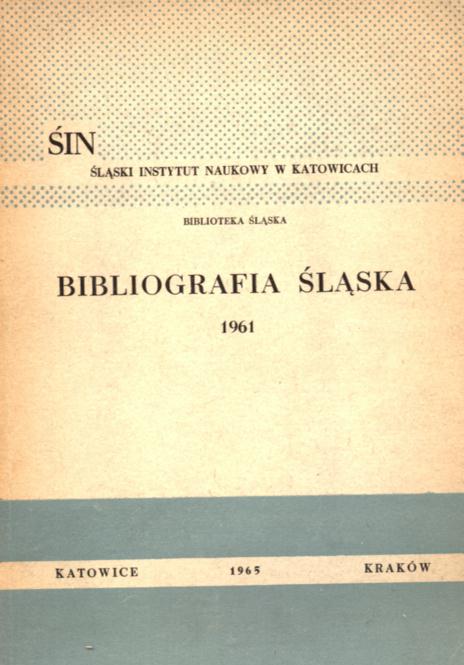 ŚIN
ŚLĄSKI INSTYTUT NAUKOWY W KATOWICACH
BIBLIOTEKA ŚLĄSKA
BIBLIOGRAFIA ŚLĄSKA
1961
KATOWICE 1965 KRAKÓW